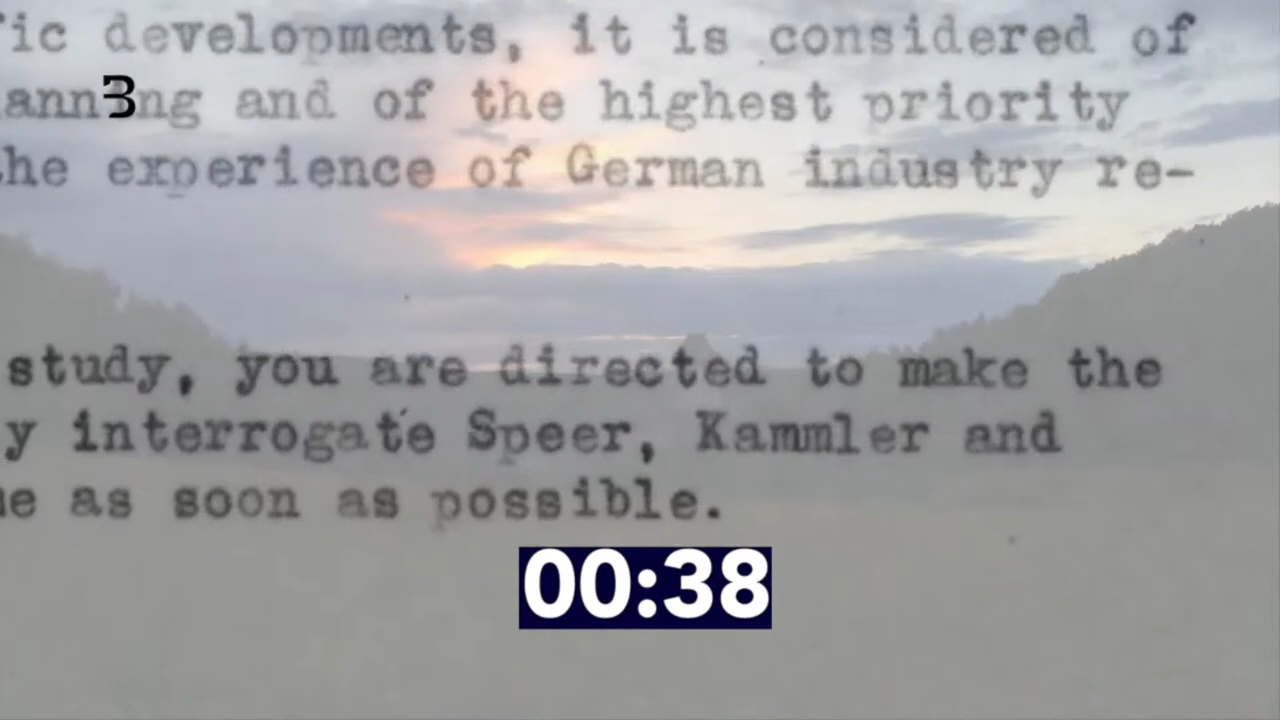 ic developments, it is considered of
anning and of the highest priority
3
he experience of German industry re-
study, you are directed to make the
y interrogate Speer, Kammler and
e as soon as possible.
00:38